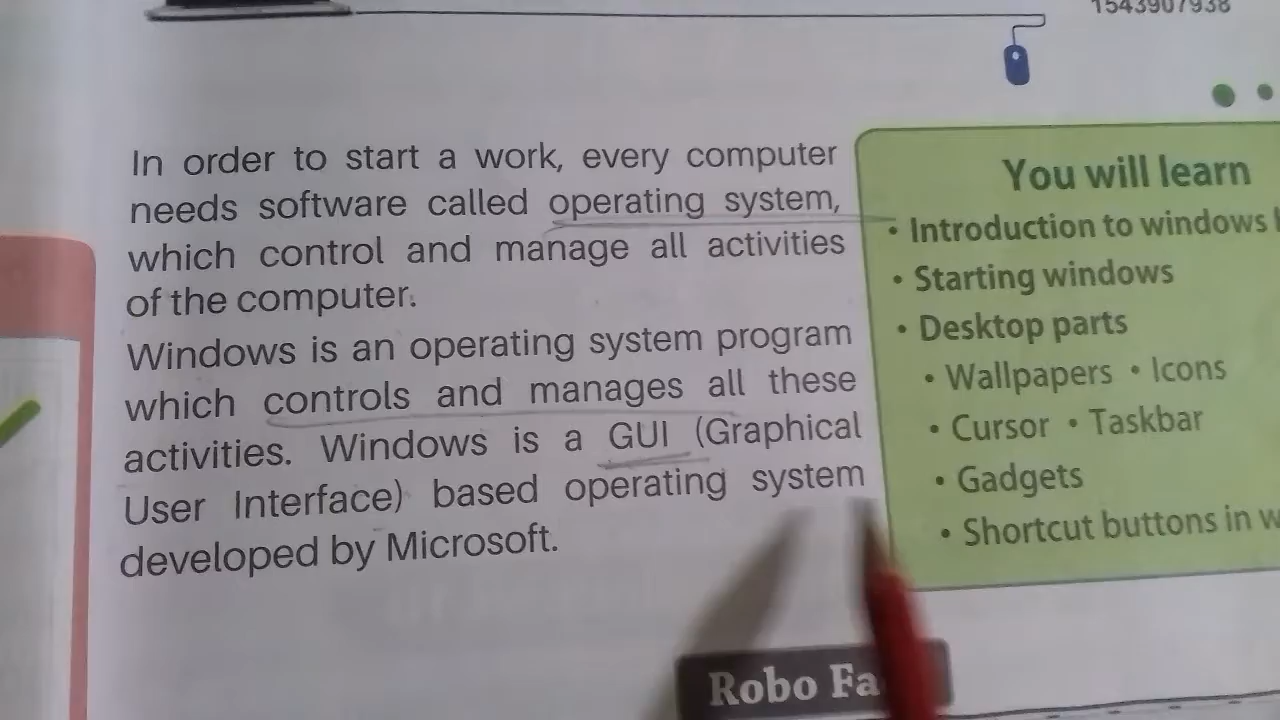 In order to start a work, every computer
needs software called operating system,
which control and manage all activities
of the computer.
Windows is an operating system program
which controls and manages all these
activities. Windows is a GUI (Graphical
User Interface) based operating system
developed by Microsoft.
You will learn
• Introduction to windows
• Starting windows
• Desktop parts
• Wallpapers • Icons
• Cursor • Taskbar
• Gadgets
• Shortcut buttons in
Robo